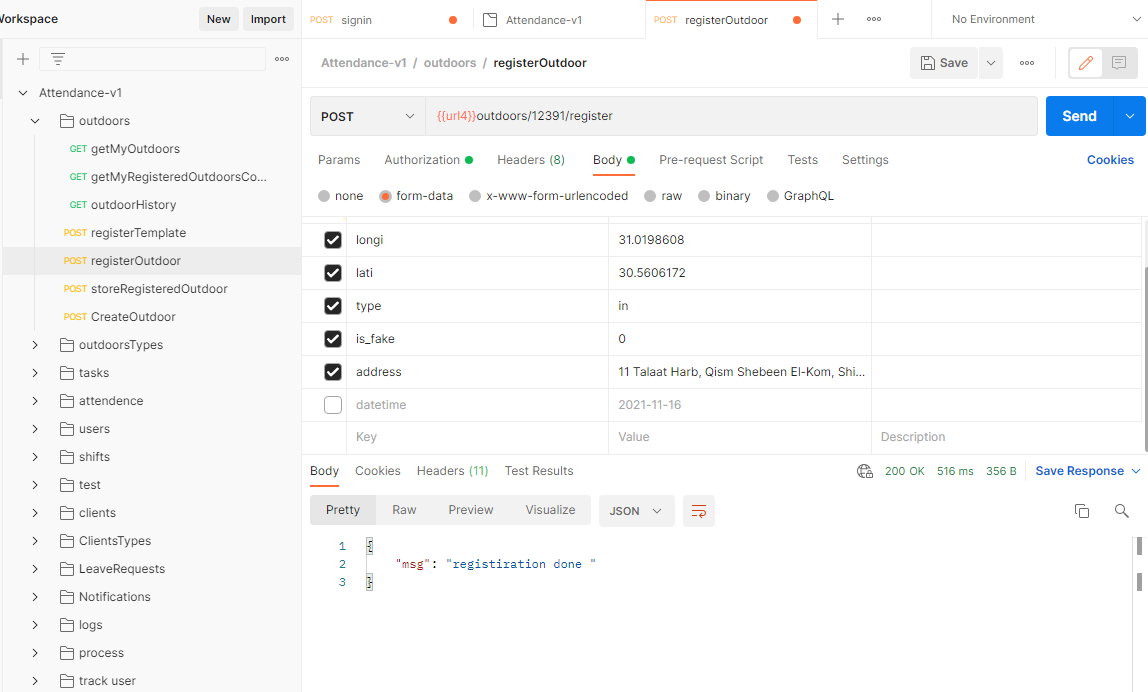 Workspace New Import
POST signin
Attendance-v1
POST registerOutdoor
No Environment
Attendance-v1
outdoors
GET getMyOutdoors
GET getMyRegisteredOutdoorsCo...
GET outdoorHistory
POST registerTemplate
POST registerOutdoor
POST storeRegisteredOutdoor
POST CreateOutdoor
outdoorsTypes
tasks
attendence
users
shifts
test
clients
ClientsTypes
LeaveRequests
Notifications
logs
process
track user
Attendance-v1 / outdoors / registerOutdoor
Save
POST {{url4}}outdoors/12391/register Send
Params Authorization Headers (8) Body Pre-request Script Tests Settings Cookies
none form-data x-www-form-urlencoded raw binary GraphQL
longi 31.0198608
lati 30.5606172
type in
is_fake 0
address 11 Talaat Harb, Qism Shebeen El-Kom, Shi...
datetime 2021-11-16
Key Value Description
Body Cookies Headers (11) Test Results 200 OK 516 ms 356 B Save Response
Pretty Raw Preview Visualize JSON
1 {
2 "msg": "registiration done "
3 }